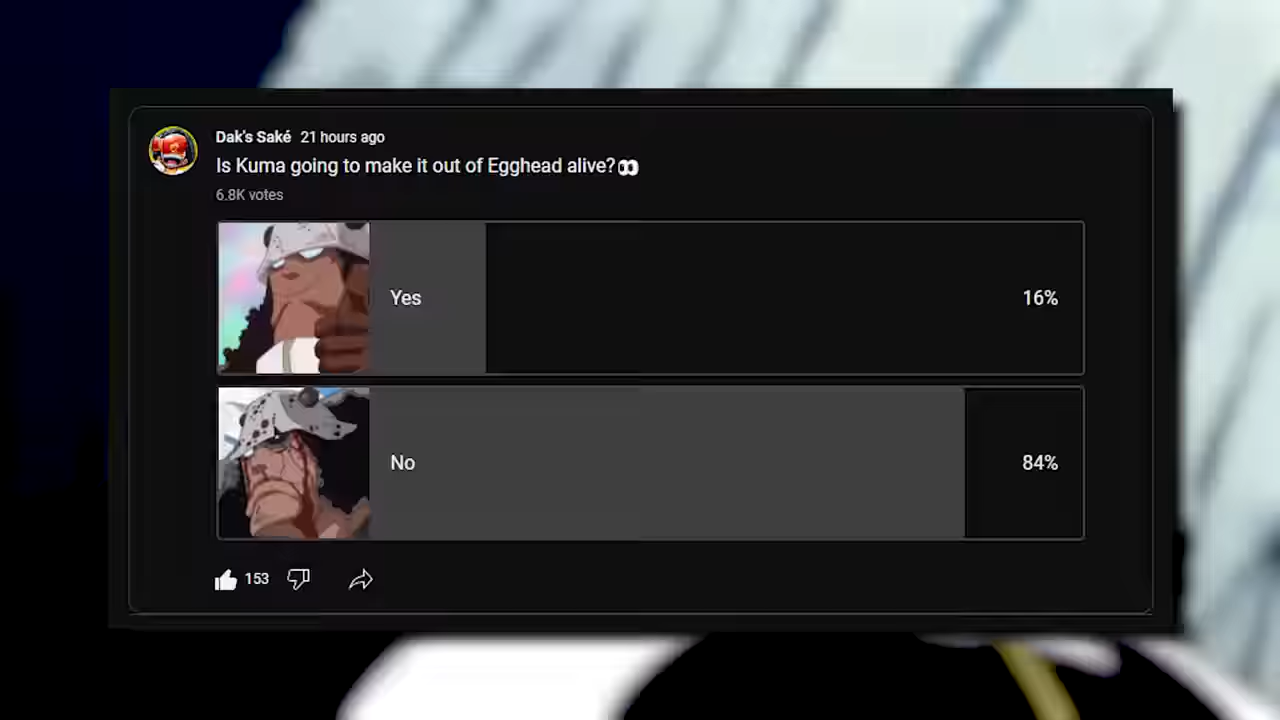 Dak's Saké 21 hours ago
Is Kuma going to make it out of Egghead alive?👀
6.8K votes
Yes 16%
No 84%
153